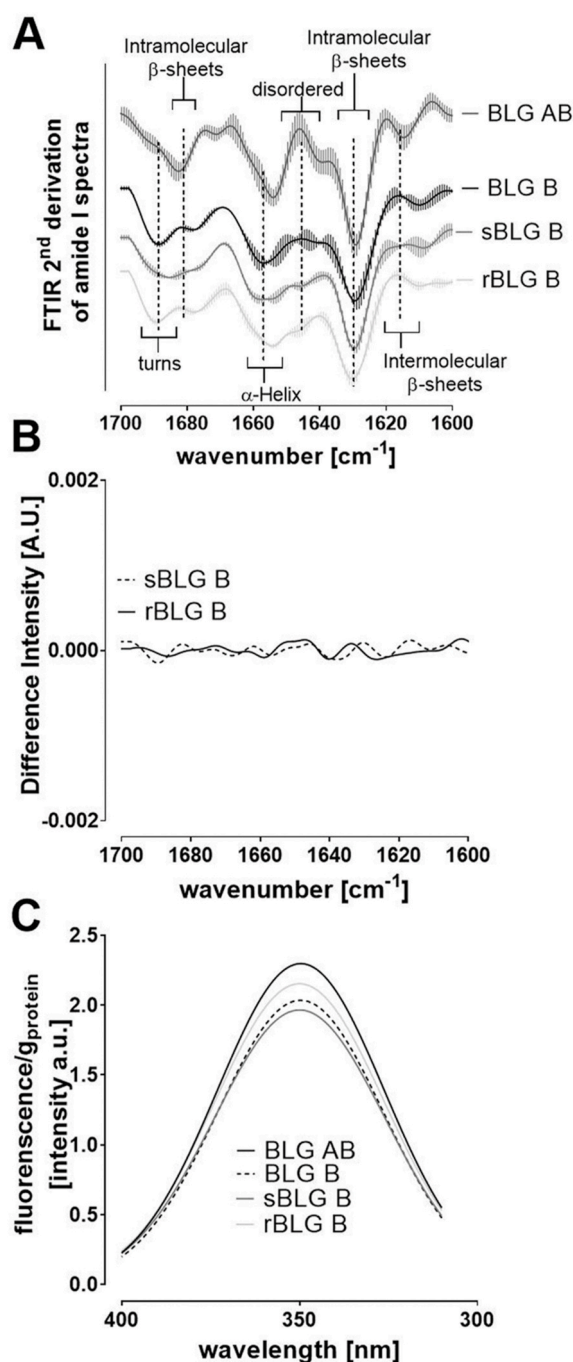 A
Intramolecular
β-sheets
Intramolecular
β-sheets
disordered
BLG AB
BLG B
sBLG B
rBLG B
FTIR 2nd derivation
of amide I spectra
turns
α-Helix
Intermolecular
β-sheets
1700 1680 1660 1640 1620 1600
wavenumber [cm-1]
B
Difference Intensity [A.U.]
0.002
0.000
-0.002
sBLG B
rBLG B
1700 1680 1660 1640 1620 1600
wavenumber [cm-1]
C
fluorenscence/gprotein
[intensity a.u.]
2.5
2.0
1.5
1.0
0.5
0.0
BLG AB
BLG B
sBLG B
rBLG B
400 350 300
wavelength [nm]